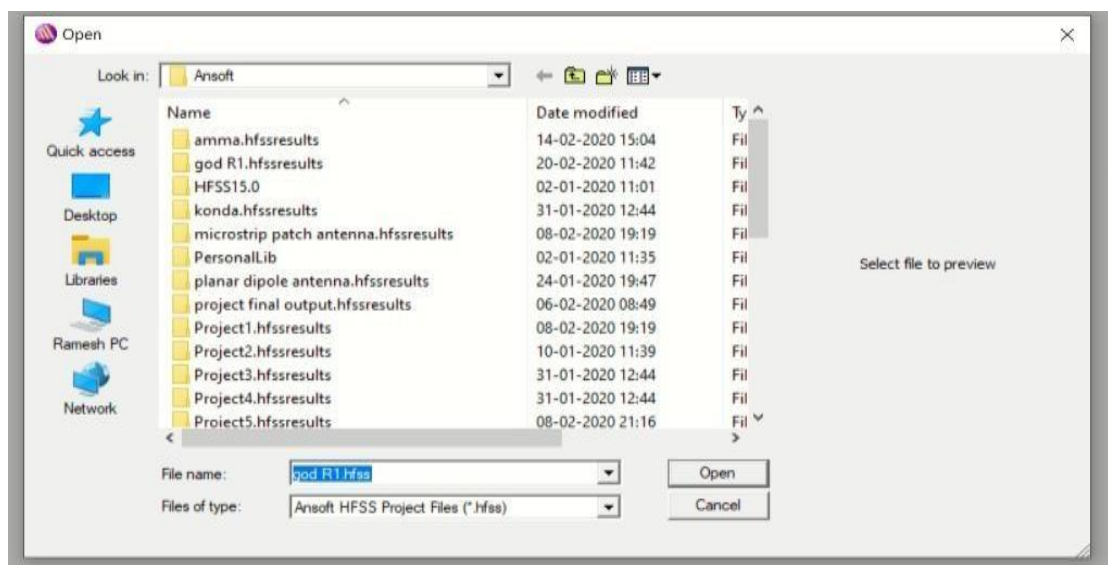 Open
Look in: Ansoft
Name Date modified Ty
amma.hfssresults 14-02-2020 15:04 Fil
god R1.hfssresults 20-02-2020 11:42 Fil
HFSS15.0 02-01-2020 11:01 Fil
konda.hfssresults 31-01-2020 12:44 Fil
microstrip patch antenna.hfssresults 08-02-2020 19:19 Fil
PersonalLib 02-01-2020 11:35 Fil
planar dipole antenna.hfssresults 24-01-2020 19:47 Fil
project final output.hfssresults 06-02-2020 08:49 Fil
Project1.hfssresults 08-02-2020 19:19 Fil
Project2.hfssresults 10-01-2020 11:39 Fil
Project3.hfssresults 31-01-2020 12:44 Fil
Project4.hfssresults 31-01-2020 12:44 Fil
Project5.hfssresults 08-02-2020 21:16 Fil
Quick access
Desktop
Libraries
Ramesh PC
Network
Select file to preview
File name: god R1.hfss Open
Files of type: Ansoft HFSS Project Files (*.hfss) Cancel